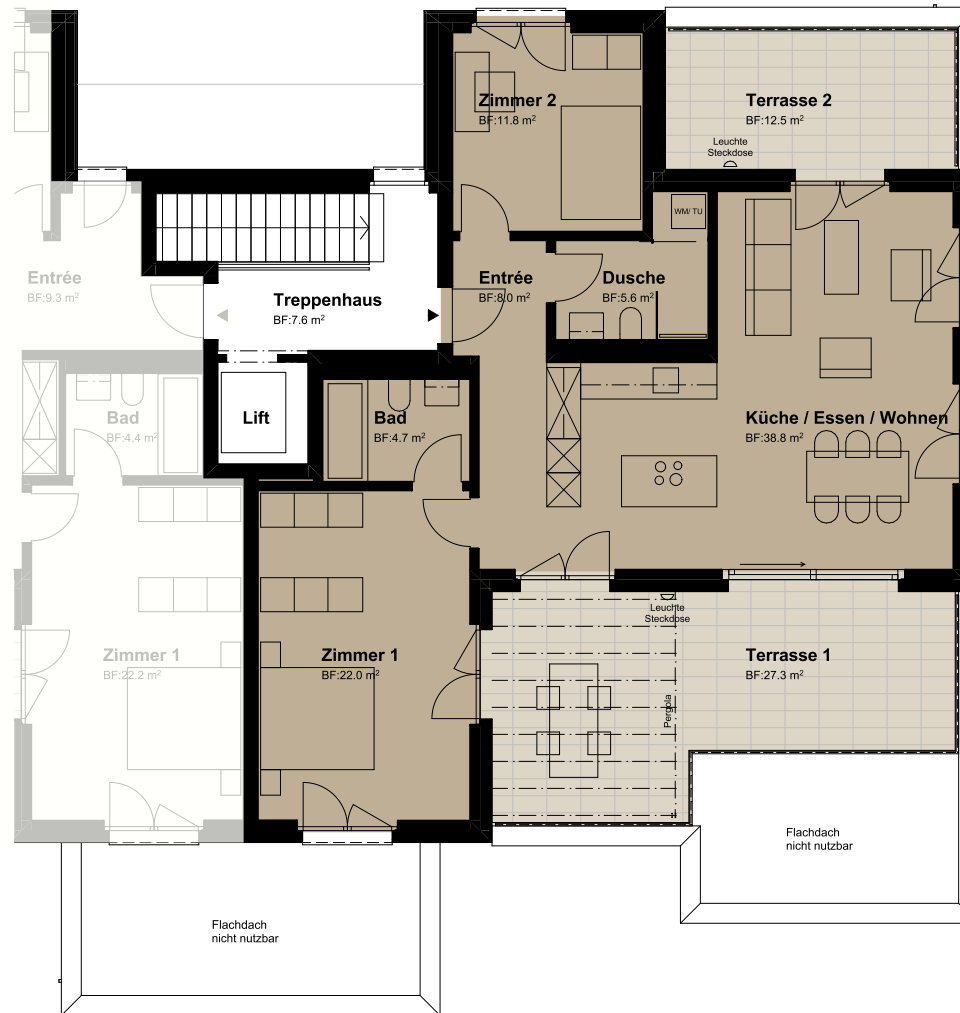 Zimmer 2
BF:11.8 m²
Terrasse 2
BF:12.5 m²
Leuchte
Steckdose
WM/ TU
Entrée
BF:9.3 m²
Treppenhaus
BF:7.6 m²
Entrée
BF:8.0 m²
Dusche
BF:5.6 m²
Bad
BF:4.4 m²
Lift
Bad
BF:4.7 m²
Küche / Essen / Wohnen
BF:38.8 m²
Leuchte
Steckdose
Zimmer 1
BF:22.2 m²
Zimmer 1
BF:22.0 m²
Pergola
Terrasse 1
BF:27.3 m²
Flachdach
nicht nutzbar
Flachdach
nicht nutzbar